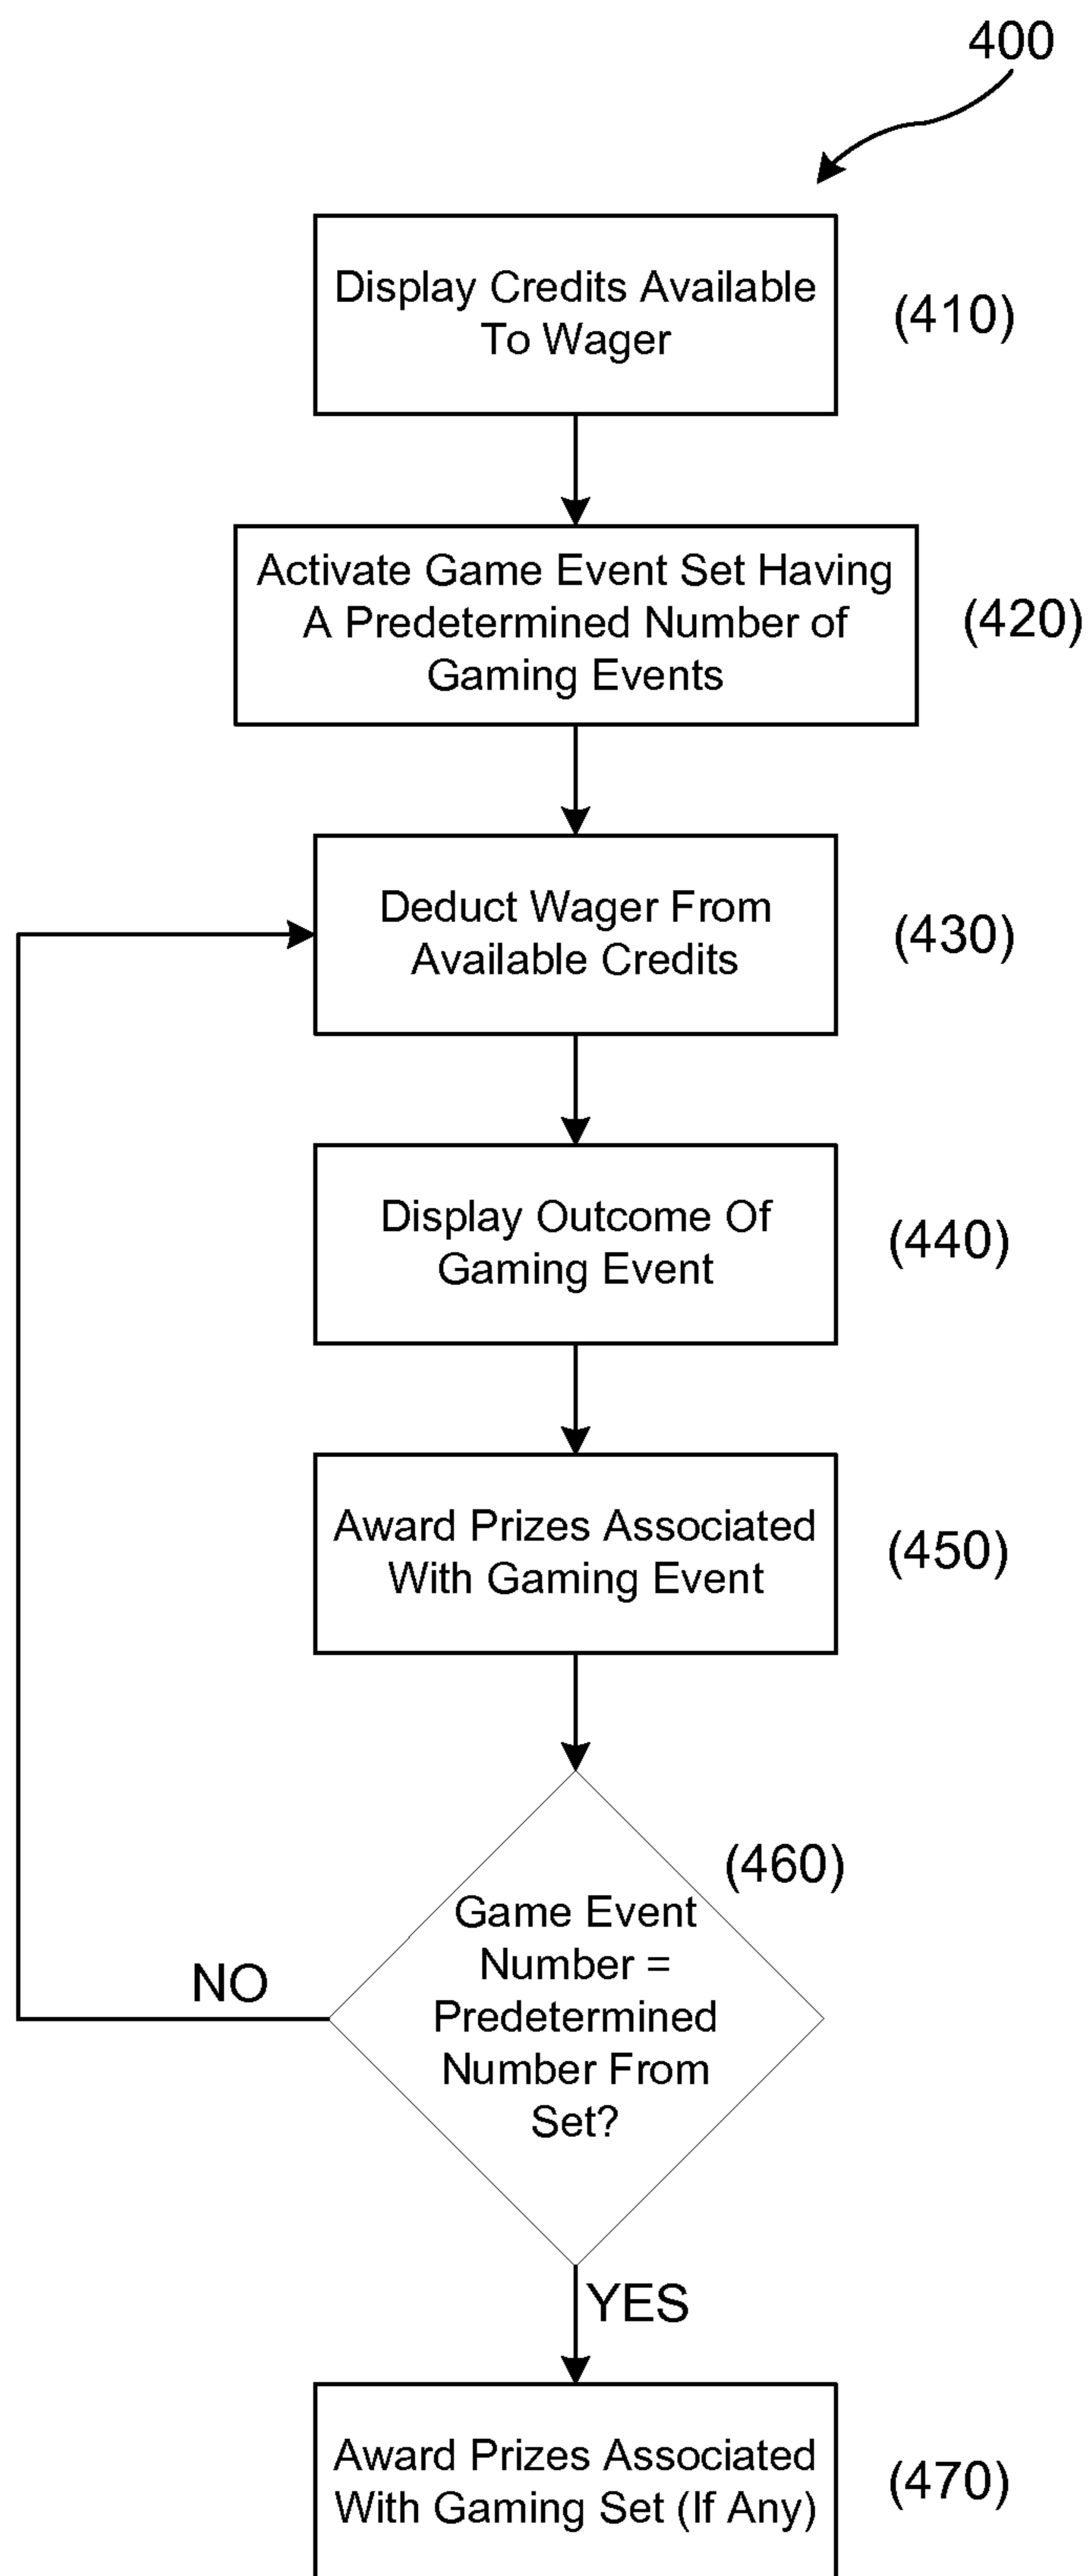 400
Display Credits Available
To Wager
(410)
Activate Game Event Set Having
A Predetermined Number of
Gaming Events
(420)
Deduct Wager From
Available Credits
(430)
Display Outcome Of
Gaming Event
(440)
Award Prizes Associated
With Gaming Event
(450)
(460)
Game Event
Number =
Predetermined
Number From
Set?
NO
YES
Award Prizes Associated
With Gaming Set (If Any)
(470)